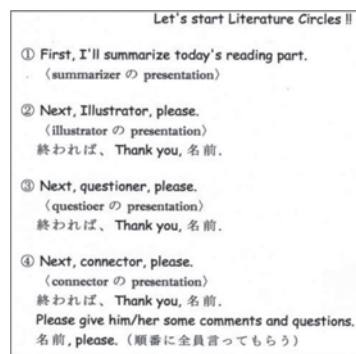 Let's start Literature Circles !!
① First, I'll summarize today's reading part.
〈summarizer の presentation〉
② Next, Illustrator, please.
〈illustrator の presentation〉
終われば、Thank you, 名前.
③ Next, questioner, please.
〈questioer の presentation〉
終われば、Thank you, 名前.
④ Next, connector, please.
〈connector の presentation〉
終われば、Thank you, 名前.
Please give him/her some comments and questions.
名前, please.（順番に全員言ってもらう）